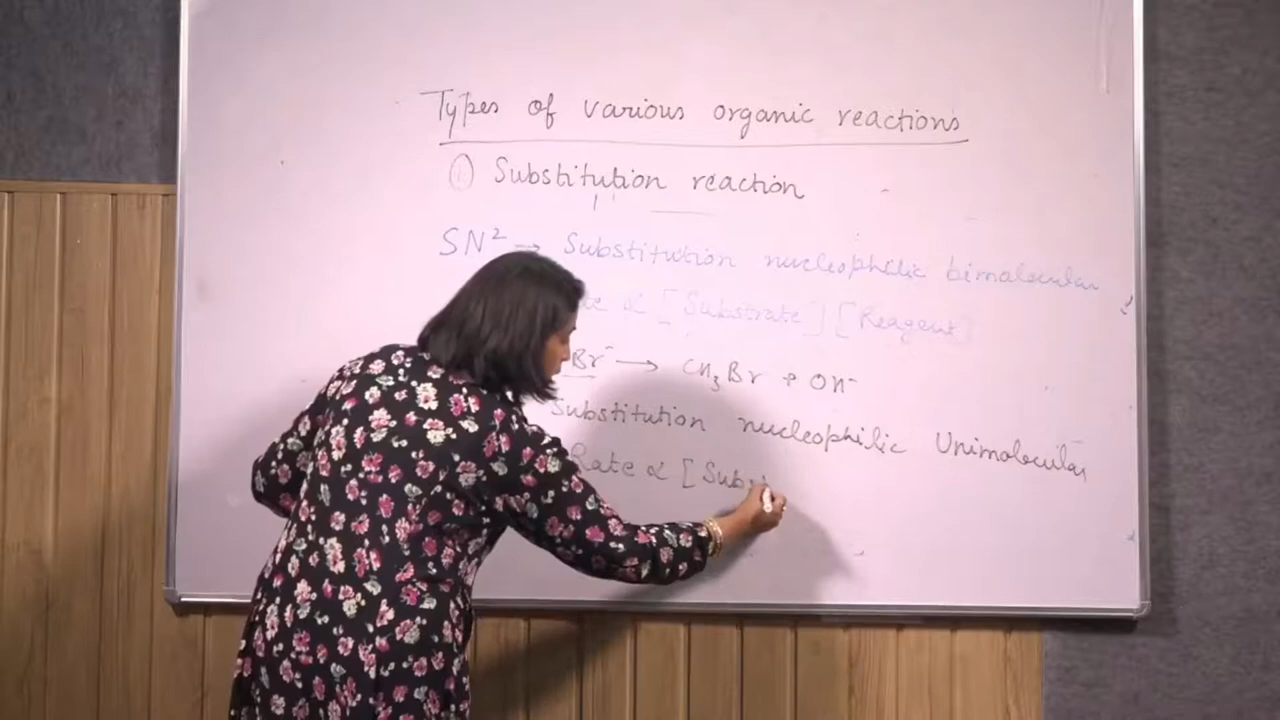 Types of various organic reactions
① Substitution reaction
SN² → Substitution nucleophilic bimolecular
∝ [Substrate] [Reagent]
Br⁻ ⟶ CH₃Br + OH⁻
Substitution nucleophilic Unimolecular
Rate ∝ [Subs